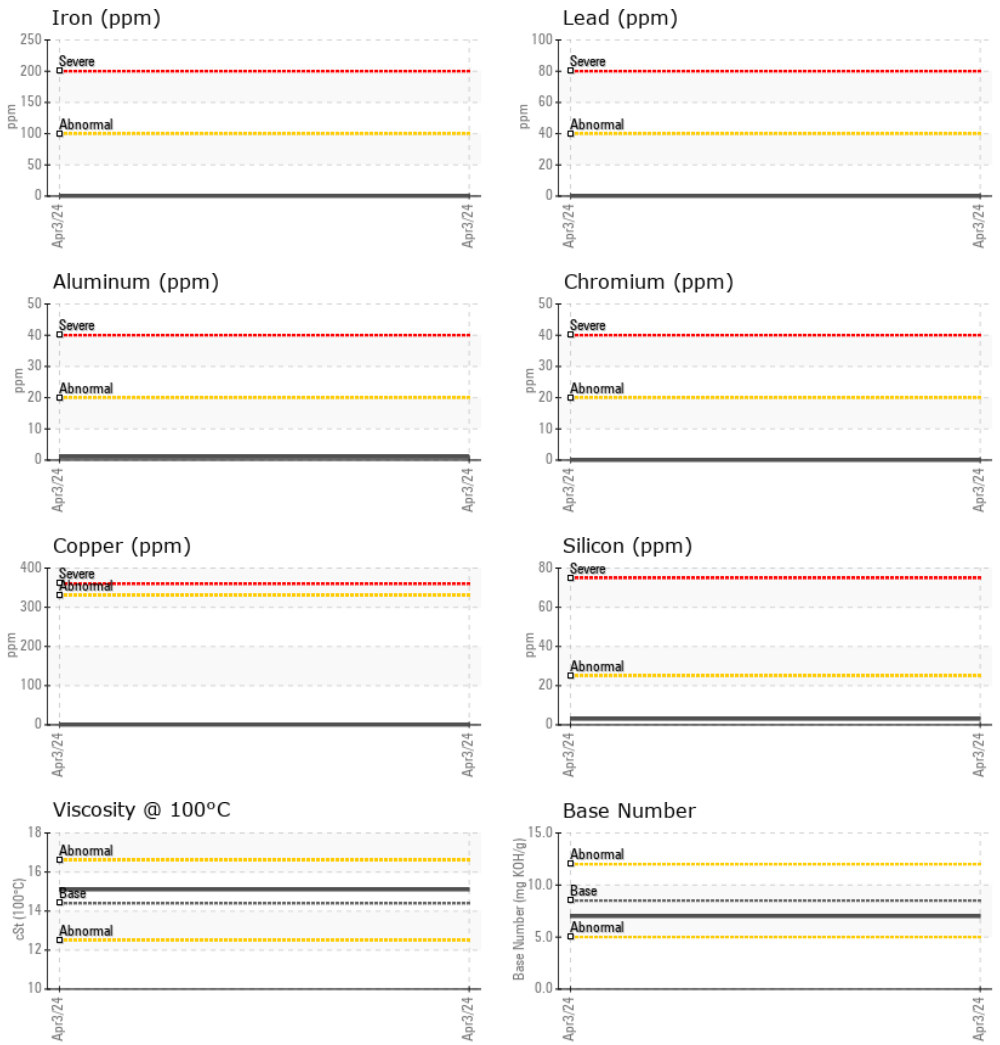 Iron (ppm)
250
200
150
100
50
0
ppm
Severe
Abnormal
Apr3/24
Apr3/24
Lead (ppm)
100
80
60
40
20
0
ppm
Severe
Abnormal
Apr3/24
Apr3/24
Aluminum (ppm)
50
40
30
20
10
0
ppm
Severe
Abnormal
Apr3/24
Apr3/24
Chromium (ppm)
50
40
30
20
10
0
ppm
Severe
Abnormal
Apr3/24
Apr3/24
Copper (ppm)
400
300
200
100
0
ppm
Severe
Abnormal
Apr3/24
Apr3/24
Silicon (ppm)
80
60
40
20
0
ppm
Severe
Abnormal
Apr3/24
Apr3/24
Viscosity @ 100°C
18
16
14
12
10
cSt (100°C)
Abnormal
Base
Abnormal
Apr3/24
Apr3/24
Base Number
15.0
10.0
5.0
0.0
Base Number (mg KOH/g)
Abnormal
Base
Abnormal
Apr3/24
Apr3/24